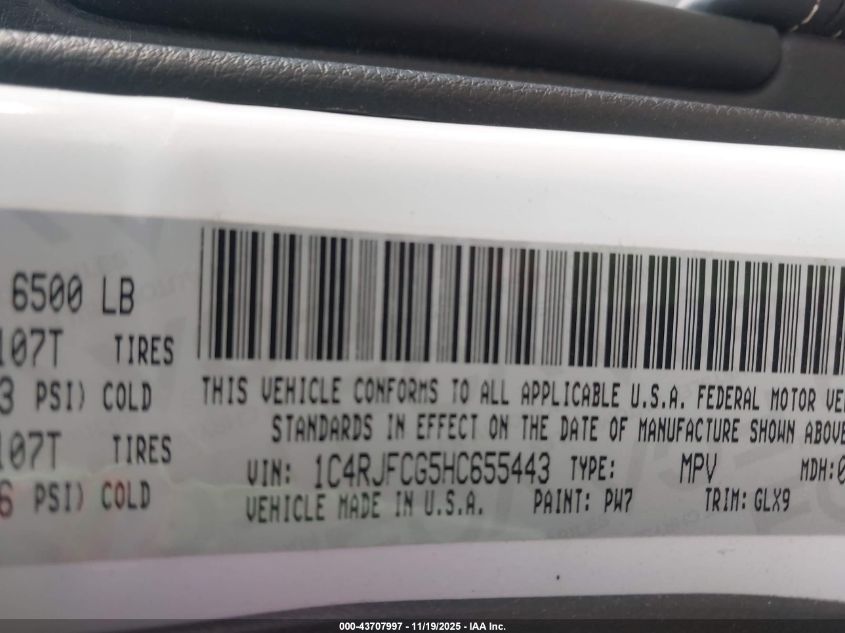 6500 LB
107T TIRES
3 PSI) COLD
107T TIRES
6 PSI) COLD
THIS VEHICLE CONFORMS TO ALL APPLICABLE U.S.A. FEDERAL MOTOR VE
STANDARDS IN EFFECT ON THE DATE OF MANUFACTURE SHOWN ABOVE
VIN: 1C4RJFCG5HC655443 TYPE: MPV MDH:0
VEHICLE MADE IN U.S.A. PAINT: PW7 TRIM: GLX9
000-43707997 - 11/19/2025 - IAA Inc.